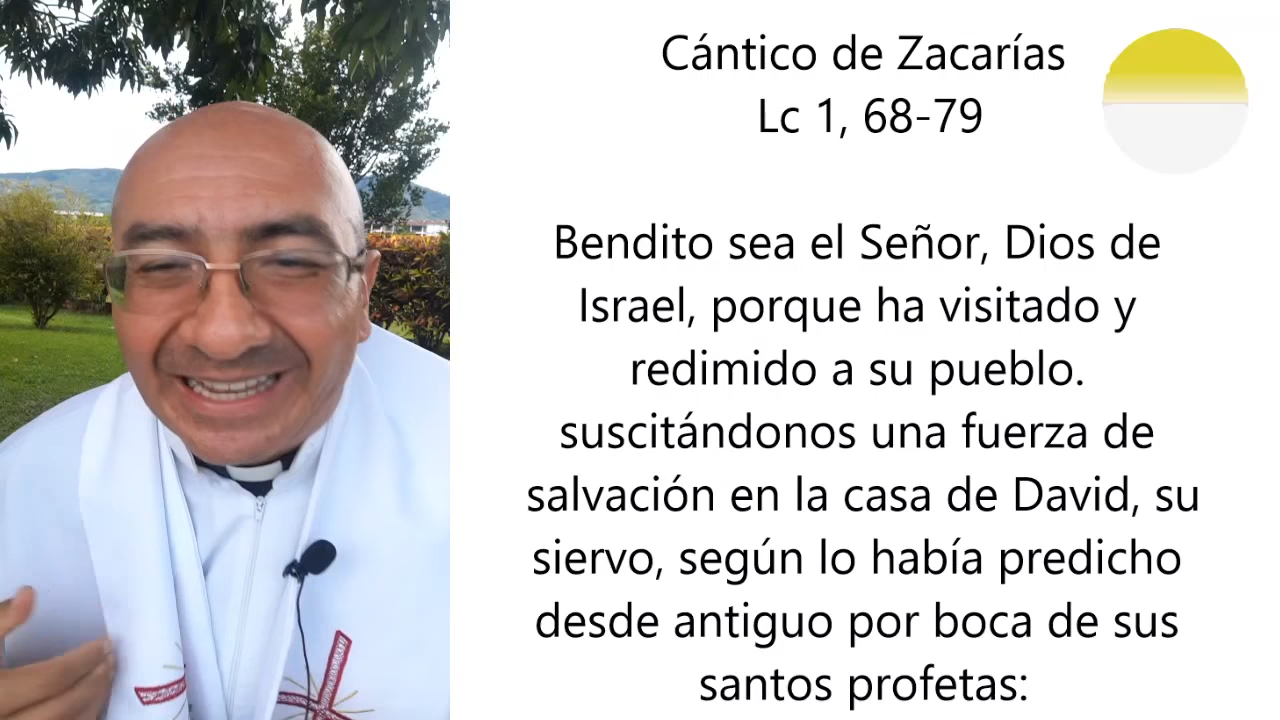 Cántico de Zacarías
Lc 1, 68-79
Bendito sea el Señor, Dios de
Israel, porque ha visitado y
redimido a su pueblo.
suscitándonos una fuerza de
salvación en la casa de David, su
siervo, según lo había predicho
desde antiguo por boca de sus
santos profetas: